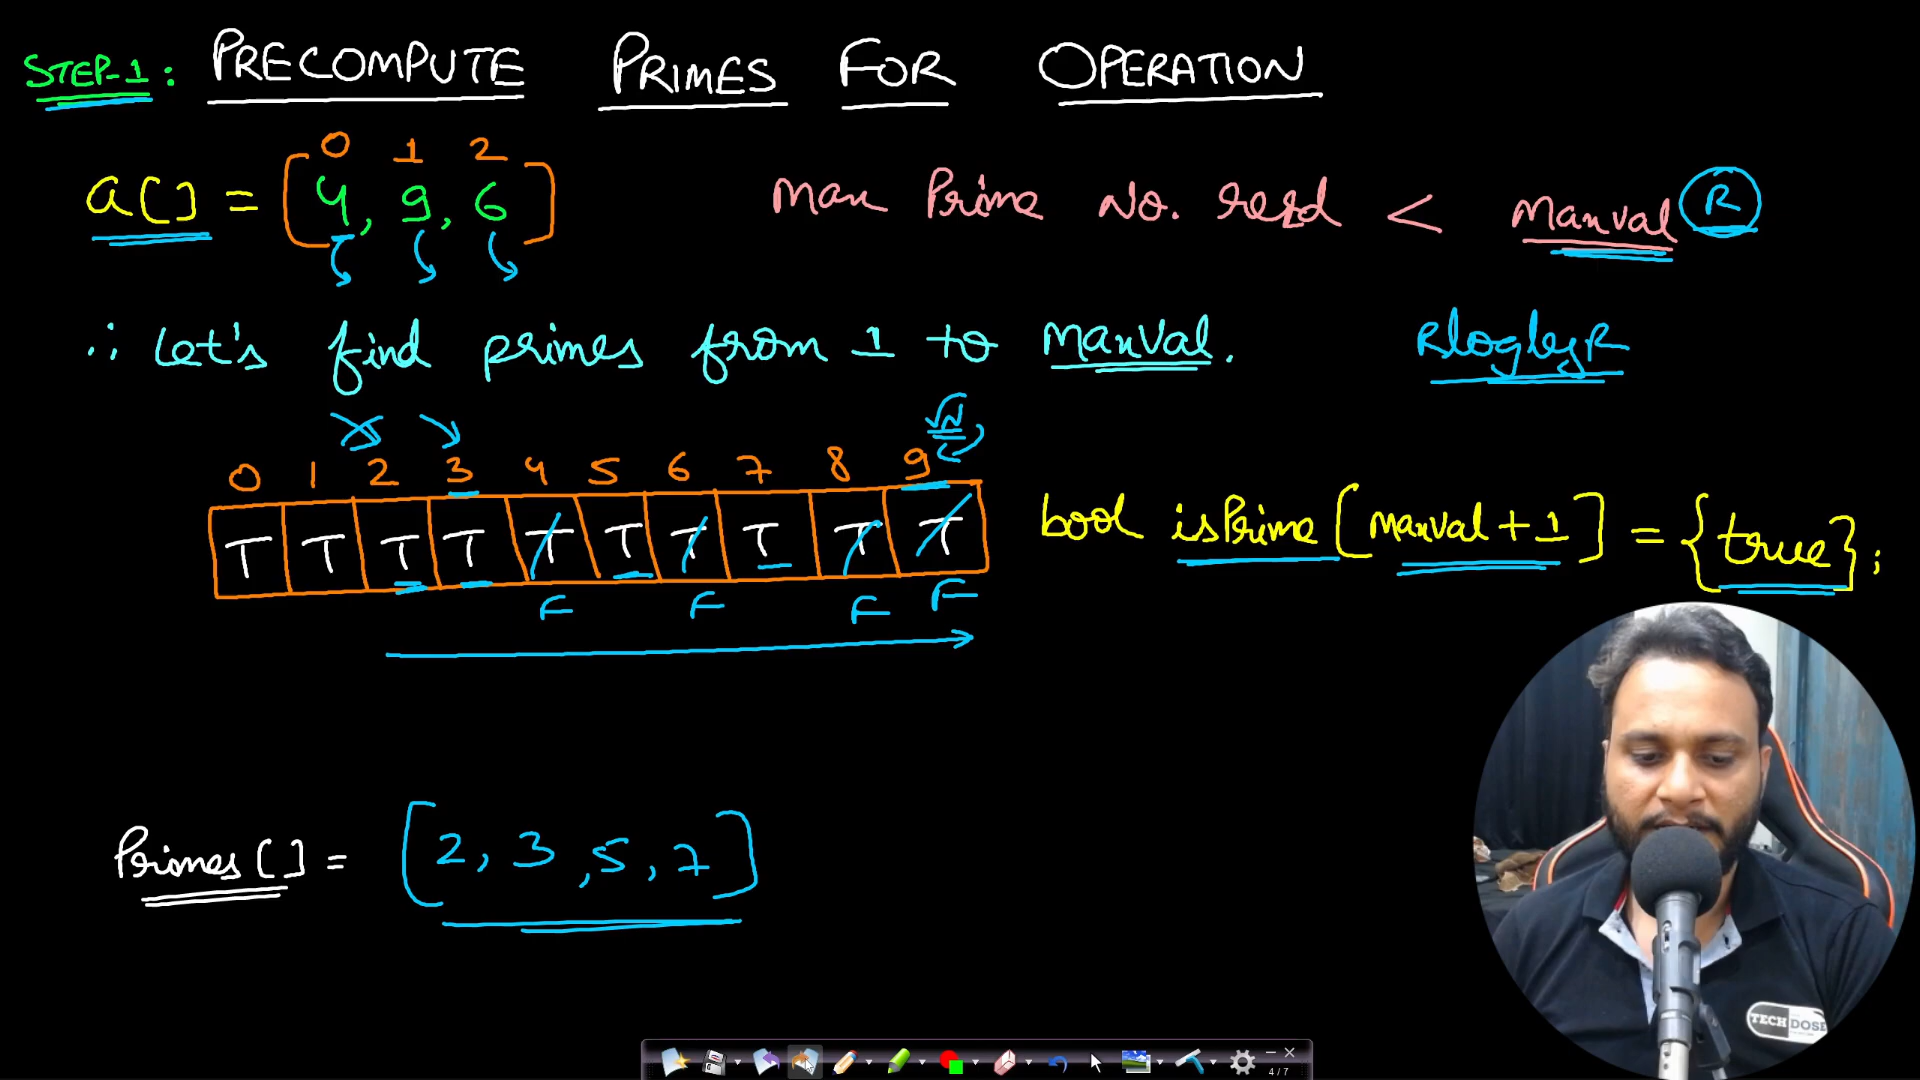 STEP-1: PRECOMPUTE PRIMES FOR OPERATION
0 1 2
a[] = [4, 9, 6]
Max Prime No. reqd < Maxval R
∴ Let's find primes from 1 to MaxVal.
RloglogR
√N
0 1 2 3 4 5 6 7 8 9
T T T T T T T T T T
F F F F
bool isPrime[maxval+1] = {true};
Primes[] = [2, 3, 5, 7]
TECH DOSE
4/7